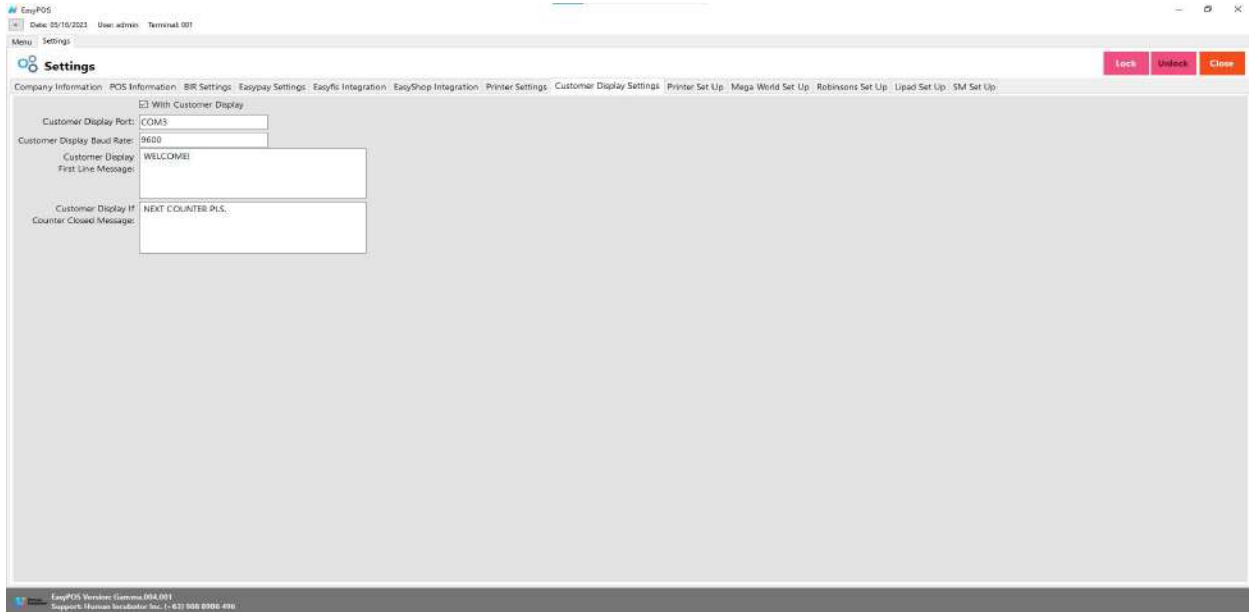 EasyPOS
Date: 05/16/2023 User: admin Terminal: 001
Menu Settings
Settings
Lock Unlock Close
Company Information POS Information BIR Settings Easypay Settings Easyfis Integration EasyShop Integration Printer Settings Customer Display Settings Printer Set Up Mega World Set Up Robinsons Set Up Lipad Set Up SM Set Up
With Customer Display
Customer Display Port: COM3
Customer Display Baud Rate: 9600
Customer Display WELCOME!
First Line Message:
Customer Display If NEXT COUNTER PLS.
Counter Closed Message:
EasyPOS Version: Gamma.004.001
Support: Human Incubator Inc. (+63)